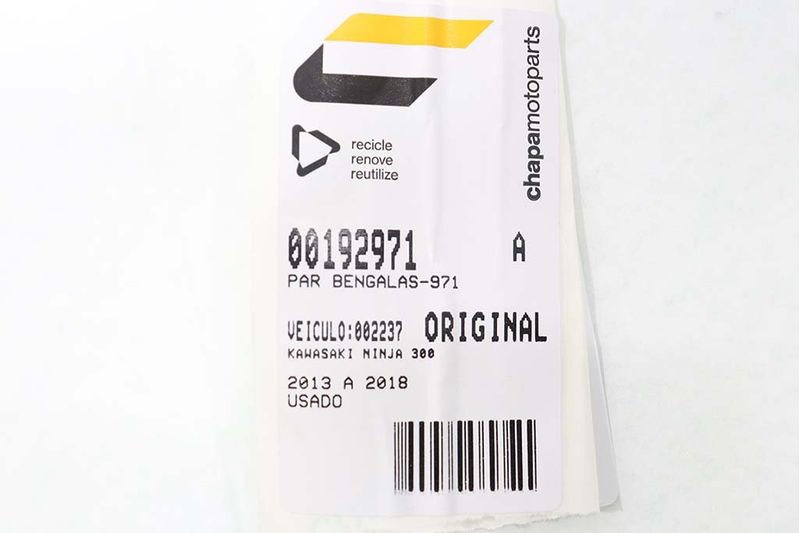 chapamotoparts
recicle
renove
reutilize
00192971 A
PAR BENGALAS-971
VEICULO:002237 ORIGINAL
KAWASAKI NINJA 300
2013 A 2018
USADO